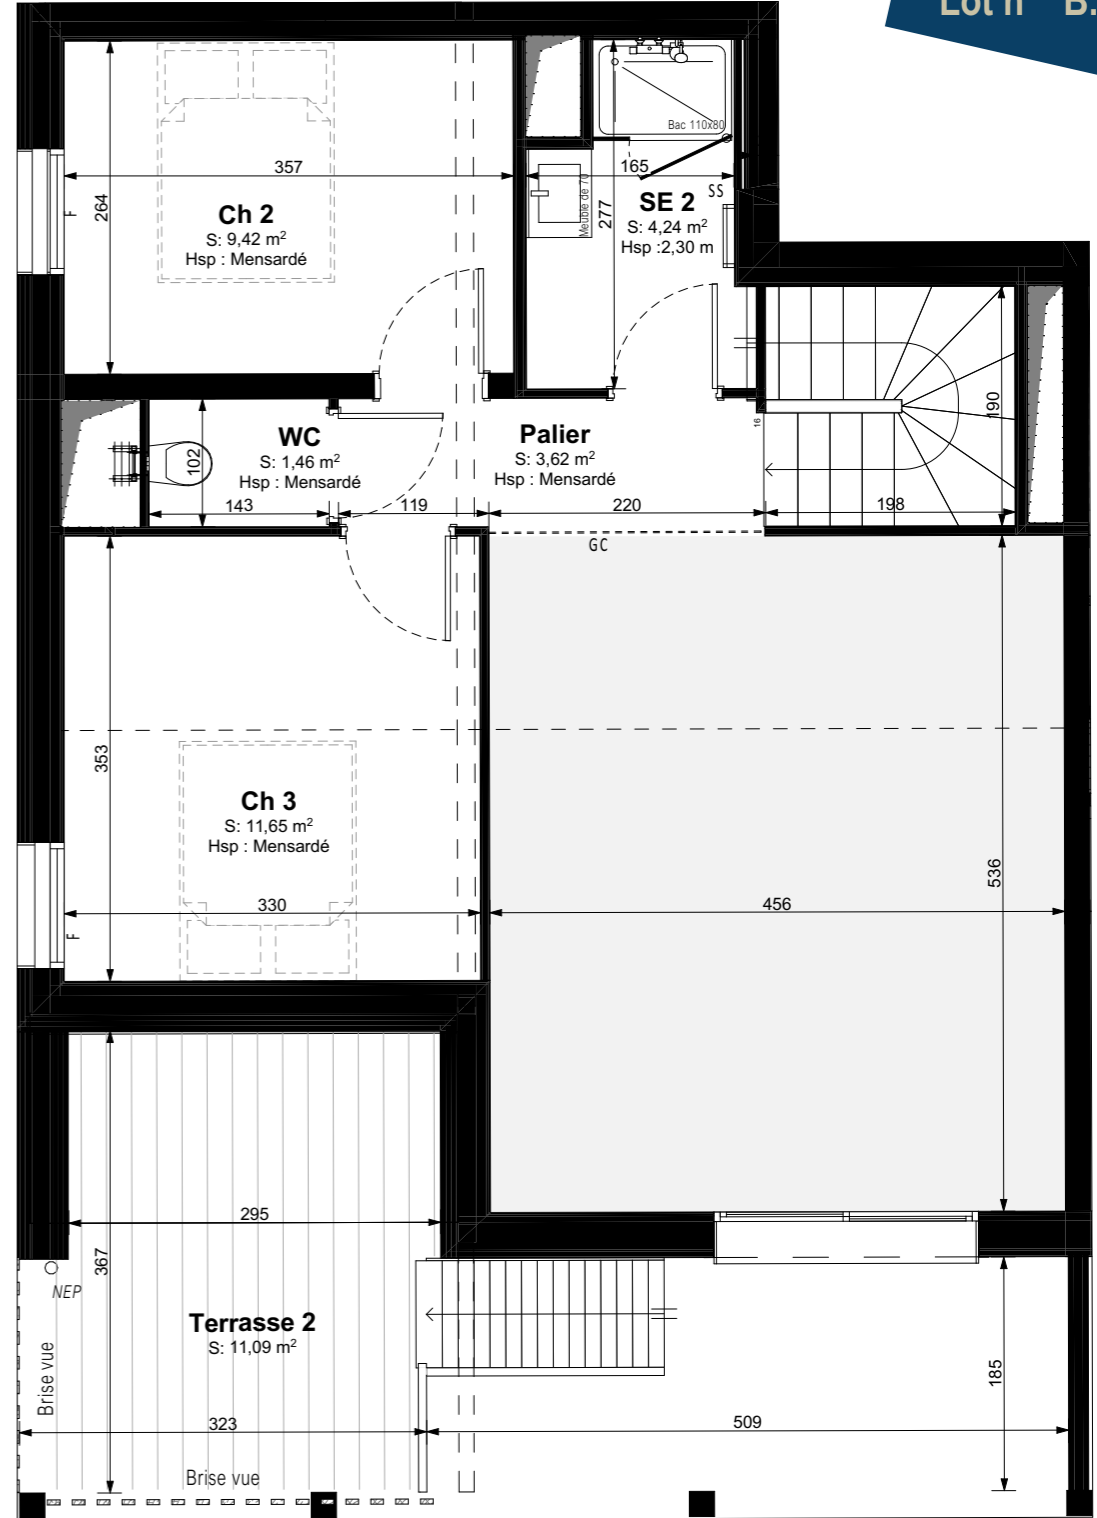 Lot n° B.
Bac 110x80
357
165
264
Meuble de 70
277
SS
SE 2
S: 4,24 m²
Hsp :2,30 m
F
Ch 2
S: 9,42 m²
Hsp : Mensardé
190
16
WC
S: 1,46 m²
Hsp : Mensardé
102
Palier
S: 3,62 m²
Hsp : Mensardé
143
119
220
198
GC
353
Ch 3
S: 11,65 m²
Hsp : Mensardé
536
330
456
F
295
367
NEP
Terrasse 2
S: 11,09 m²
Brise vue
185
323
509
Brise vue